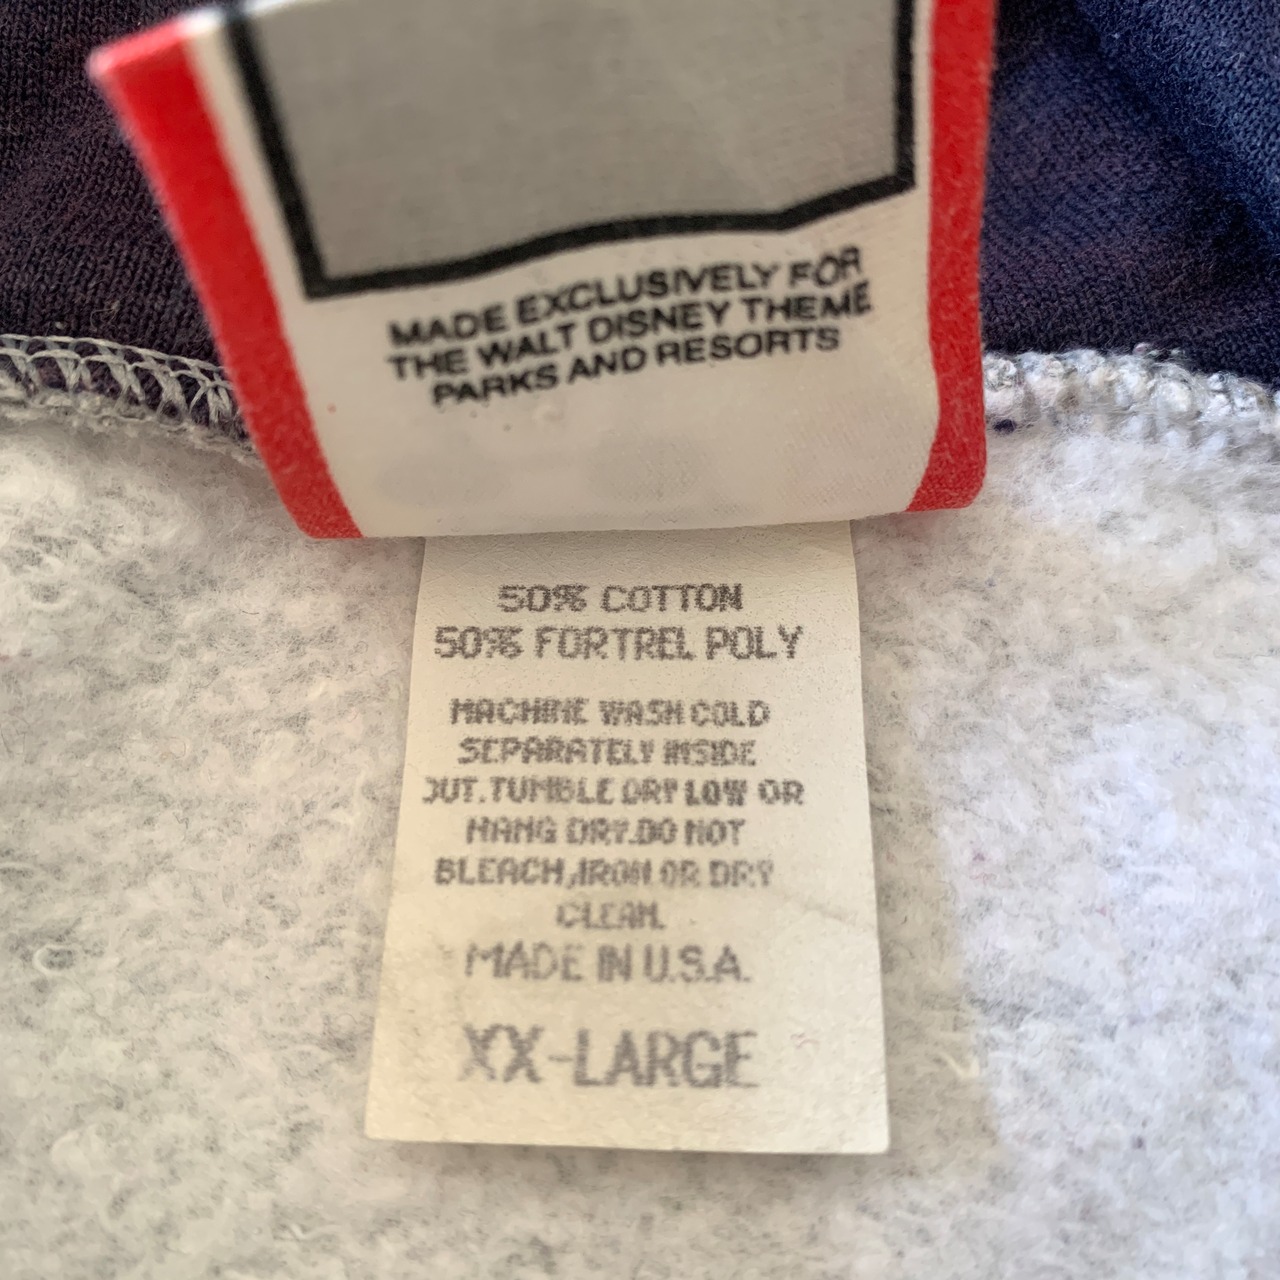 MADE EXCLUSIVELY FOR
THE WALT DISNEY THEME
PARKS AND RESORTS
50% COTTON
50% FORTREL POLY
MACHINE WASH COLD
SEPARATELY INSIDE
OUT.TUMBLE DRY LOW OR
HANG DRY.DO NOT
BLEACH,IRON OR DRY
CLEAN.
MADE IN U.S.A.
XX-LARGE